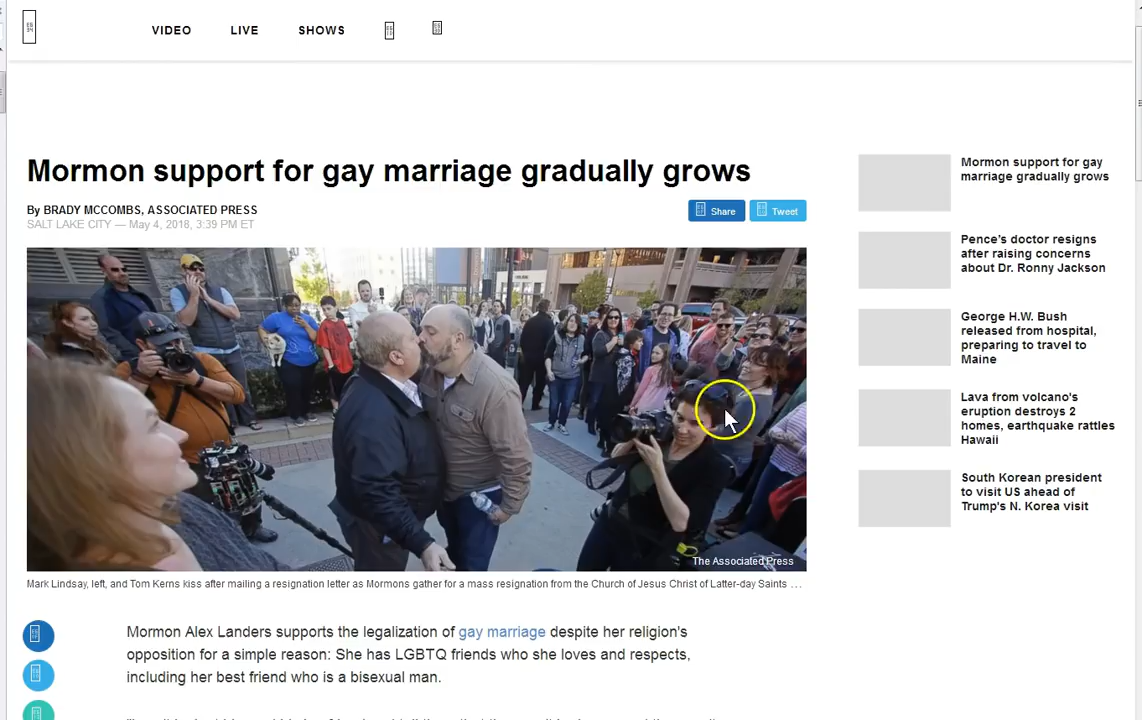 VIDEO LIVE SHOWS
Mormon support for gay marriage gradually grows
By BRADY MCCOMBS, ASSOCIATED PRESS
SALT LAKE CITY — May 4, 2018, 3:39 PM ET
Share Tweet
The Associated Press
Mark Lindsay, left, and Tom Kerns kiss after mailing a resignation letter as Mormons gather for a mass resignation from the Church of Jesus Christ of Latter-day Saints ...
Mormon Alex Landers supports the legalization of gay marriage despite her religion's
opposition for a simple reason: She has LGBTQ friends who she loves and respects,
including her best friend who is a bisexual man.
Mormon support for gay
marriage gradually grows
Pence's doctor resigns
after raising concerns
about Dr. Ronny Jackson
George H.W. Bush
released from hospital,
preparing to travel to
Maine
Lava from volcano's
eruption destroys 2
homes, earthquake rattles
Hawaii
South Korean president
to visit US ahead of
Trump's N. Korea visit